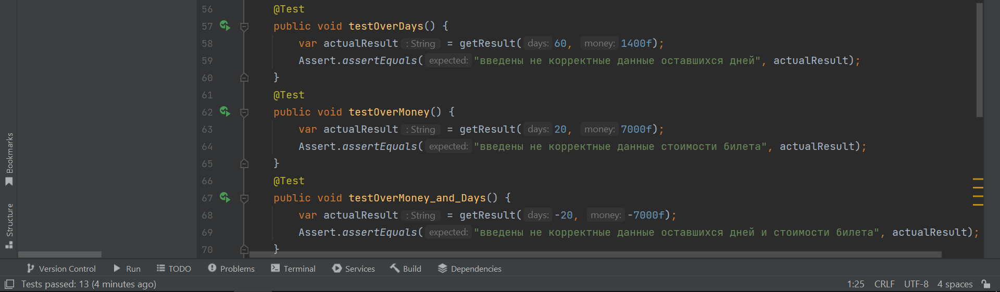 56 @Test
57 public void testOverDays() {
58 var actualResult : String = getResult( days: 60, money: 1400f);
59 Assert.assertEquals( expected: "введены не корректные данные оставшихся дней", actualResult);
60 }
61 @Test
62 public void testOverMoney() {
63 var actualResult : String = getResult( days: 20, money: 7000f);
64 Assert.assertEquals( expected: "введены не корректные данные стоимости билета", actualResult);
65 }
66 @Test
67 public void testOverMoney_and_Days() {
68 var actualResult : String = getResult( days: -20, money: -7000f);
69 Assert.assertEquals( expected: "введены не корректные данные оставшихся дней и стоимости билета", actualResult);
70 }
Bookmarks
Structure
Version Control Run TODO Problems Terminal Services Build Dependencies
Tests passed: 13 (4 minutes ago) 1:25 CRLF UTF-8 4 spaces